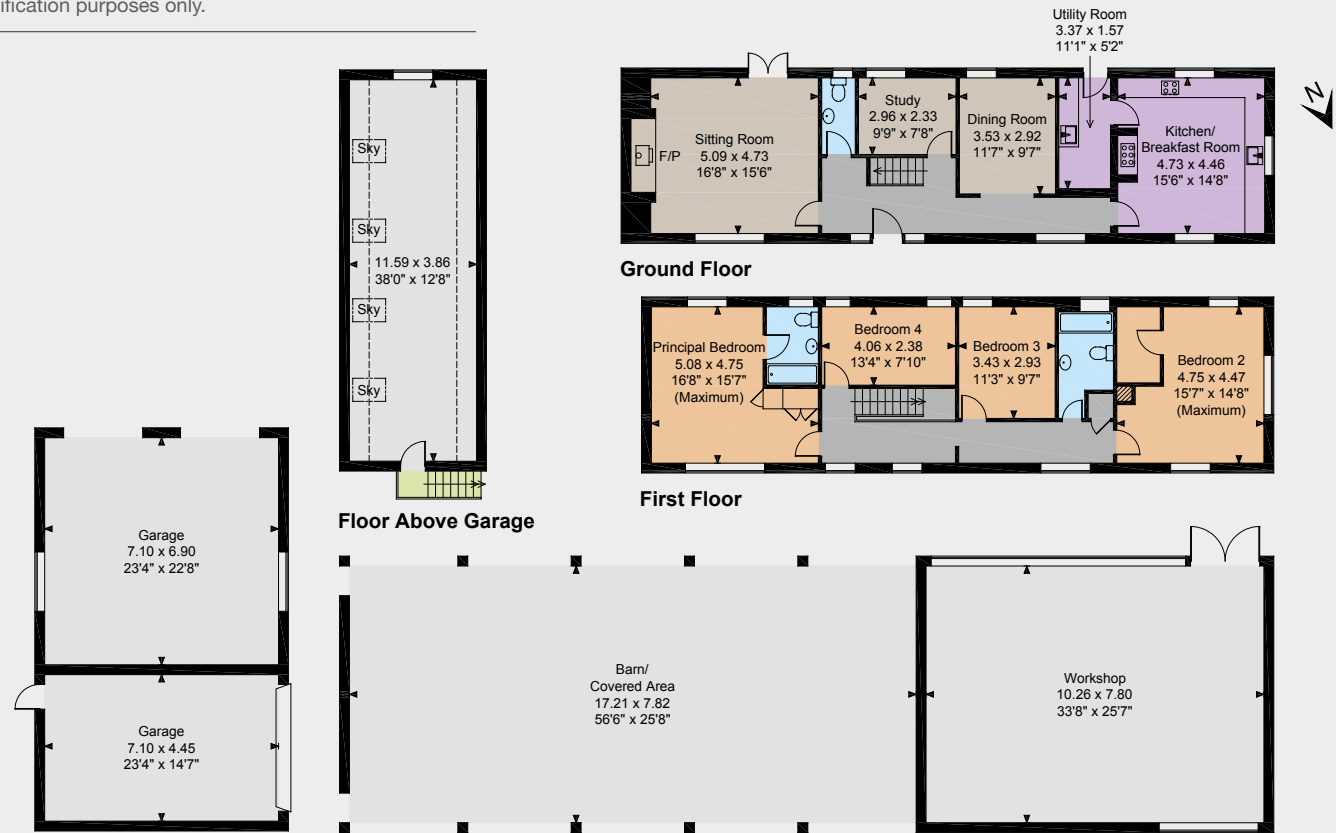 ification purposes only.
Utility Room
3.37 x 1.57
11'1" x 5'2"
N
Sitting Room
5.09 x 4.73
16'8" x 15'6"
F/P
Study
2.96 x 2.33
9'9" x 7'8"
Dining Room
3.53 x 2.92
11'7" x 9'7"
Kitchen/
Breakfast Room
4.73 x 4.46
15'6" x 14'8"
Ground Floor
Sky
Sky
Sky
Sky
11.59 x 3.86
38'0" x 12'8"
Floor Above Garage
Principal Bedroom
5.08 x 4.75
16'8" x 15'7"
(Maximum)
Bedroom 4
4.06 x 2.38
13'4" x 7'10"
Bedroom 3
3.43 x 2.93
11'3" x 9'7"
Bedroom 2
4.75 x 4.47
15'7" x 14'8"
(Maximum)
First Floor
Garage
7.10 x 6.90
23'4" x 22'8"
Garage
7.10 x 4.45
23'4" x 14'7"
Barn/
Covered Area
17.21 x 7.82
56'6" x 25'8"
Workshop
10.26 x 7.80
33'8" x 25'7"